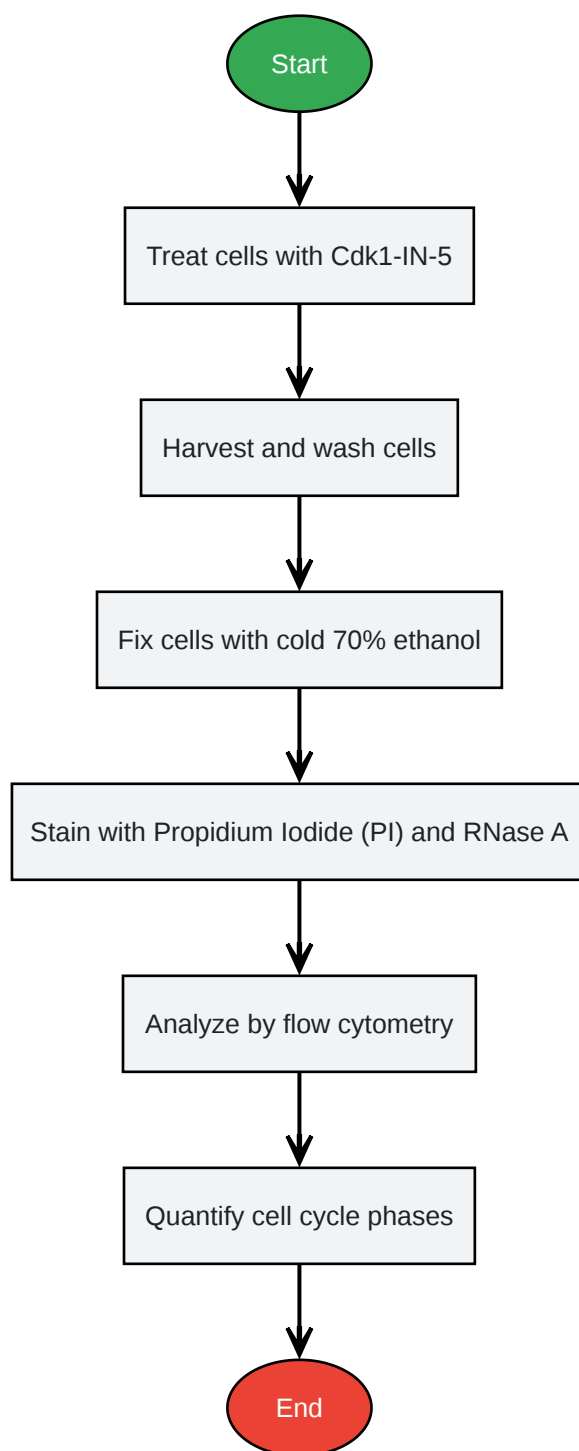 Start
Treat cells with Cdk1-IN-5
Harvest and wash cells
Fix cells with cold 70% ethanol
Stain with Propidium Iodide (PI) and RNase A
Analyze by flow cytometry
Quantify cell cycle phases
End